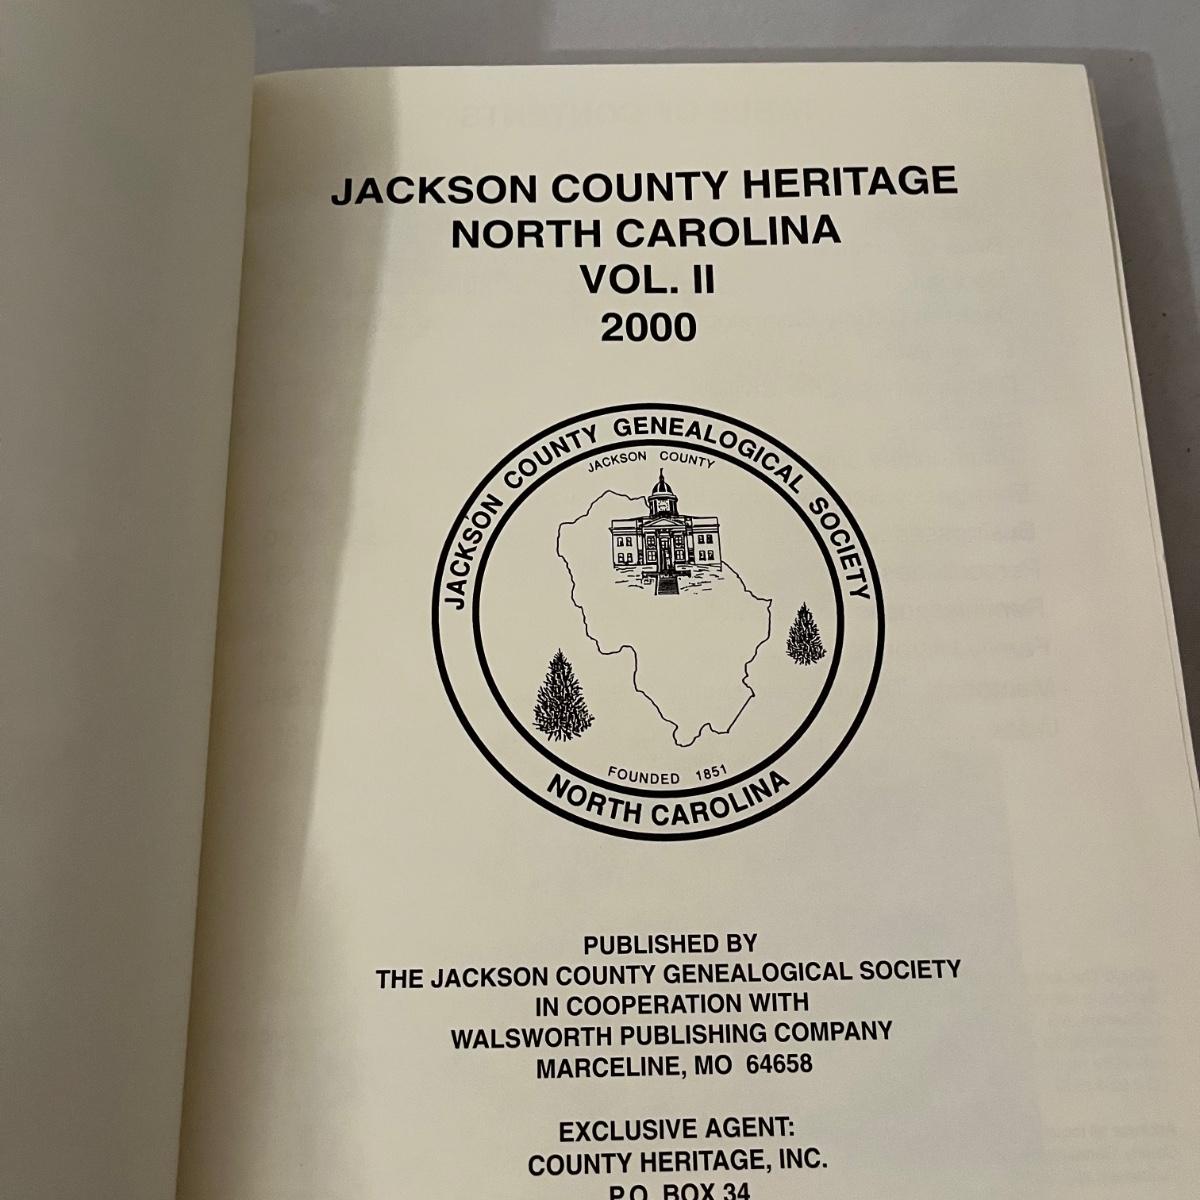 JACKSON COUNTY HERITAGE
NORTH CAROLINA
VOL. II
2000
JACKSON COUNTY GENEALOGICAL SOCIETY
JACKSON COUNTY
FOUNDED 1851
NORTH CAROLINA
PUBLISHED BY
THE JACKSON COUNTY GENEALOGICAL SOCIETY
IN COOPERATION WITH
WALSWORTH PUBLISHING COMPANY
MARCELINE, MO 64658
EXCLUSIVE AGENT:
COUNTY HERITAGE, INC.
P.O. BOX 34